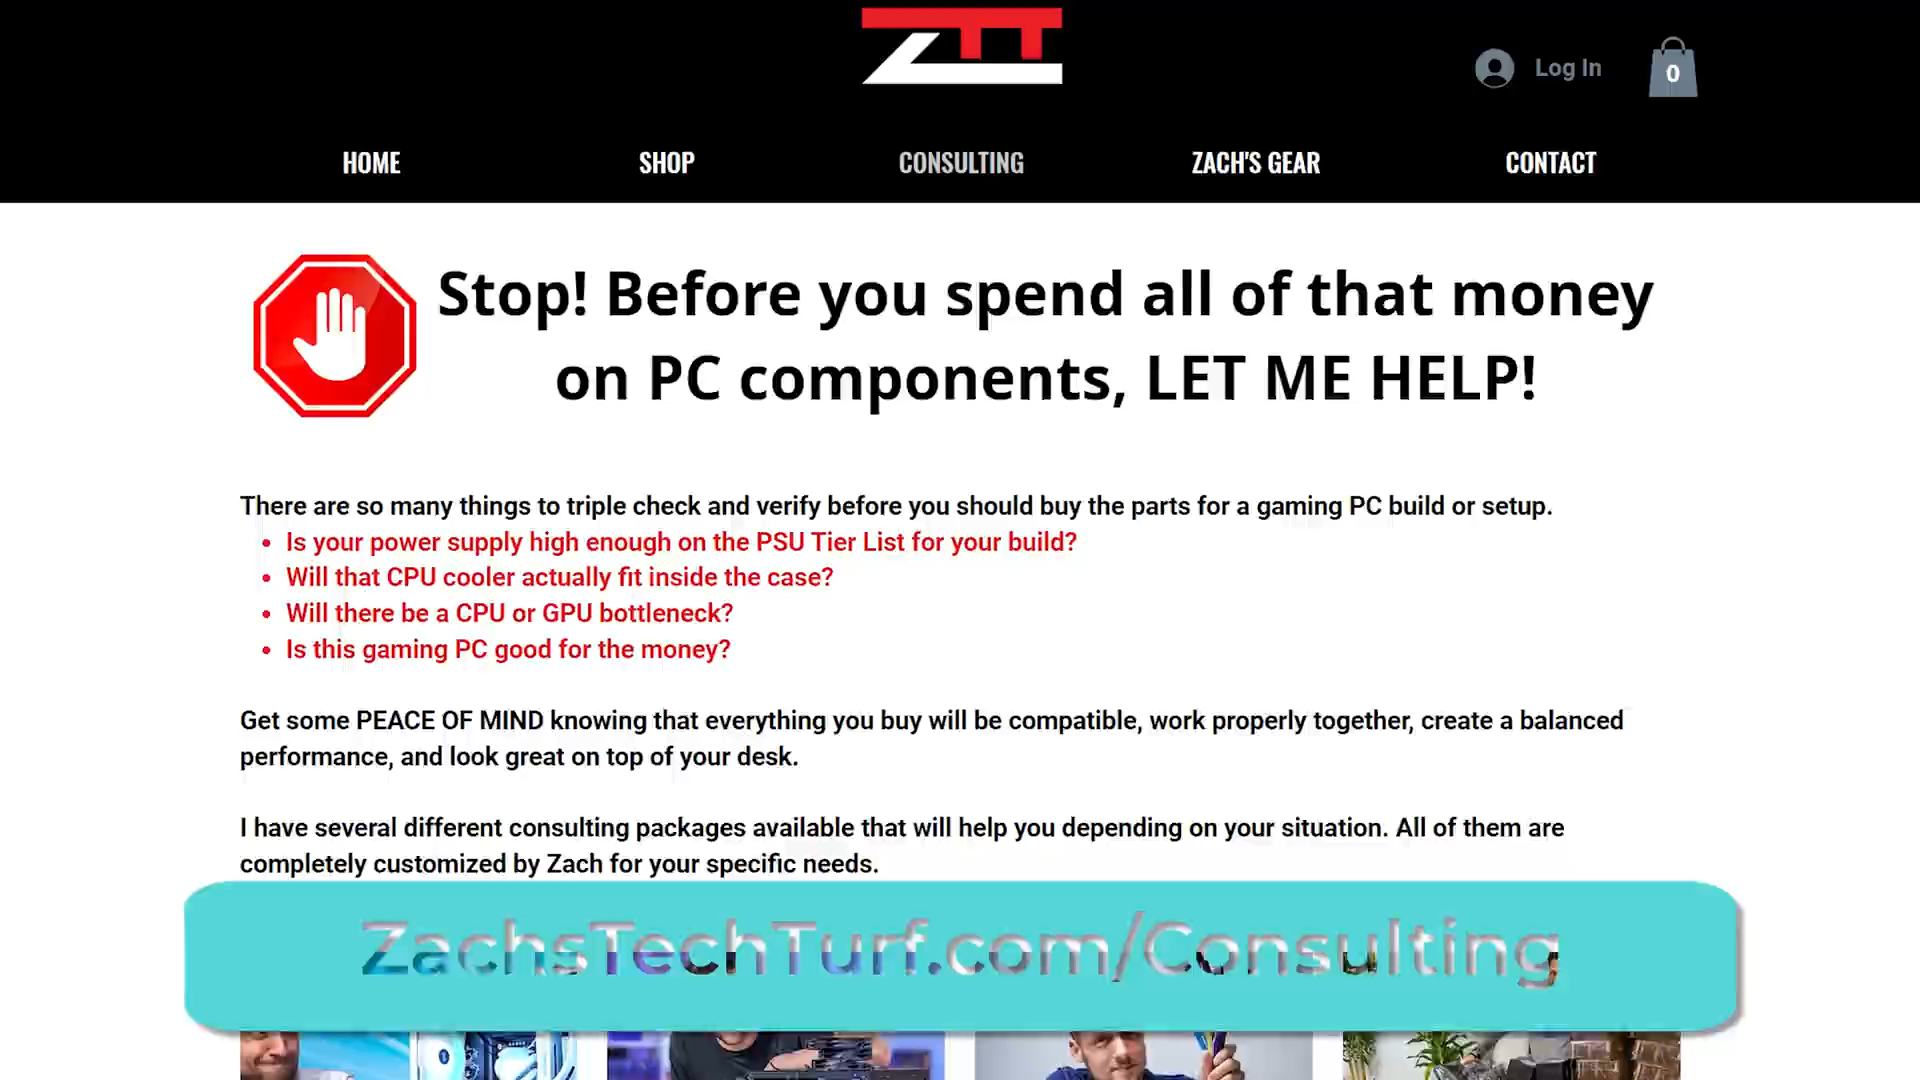 ZTT
Log In
0
HOME
SHOP
CONSULTING
ZACH'S GEAR
CONTACT
Stop! Before you spend all of that money
on PC components, LET ME HELP!
There are so many things to triple check and verify before you should buy the parts for a gaming PC build or setup.
• Is your power supply high enough on the PSU Tier List for your build?
• Will that CPU cooler actually fit inside the case?
• Will there be a CPU or GPU bottleneck?
• Is this gaming PC good for the money?
Get some PEACE OF MIND knowing that everything you buy will be compatible, work properly together, create a balanced
performance, and look great on top of your desk.
I have several different consulting packages available that will help you depending on your situation. All of them are
completely customized by Zach for your specific needs.
ZachsTechTurf.com/Consulting